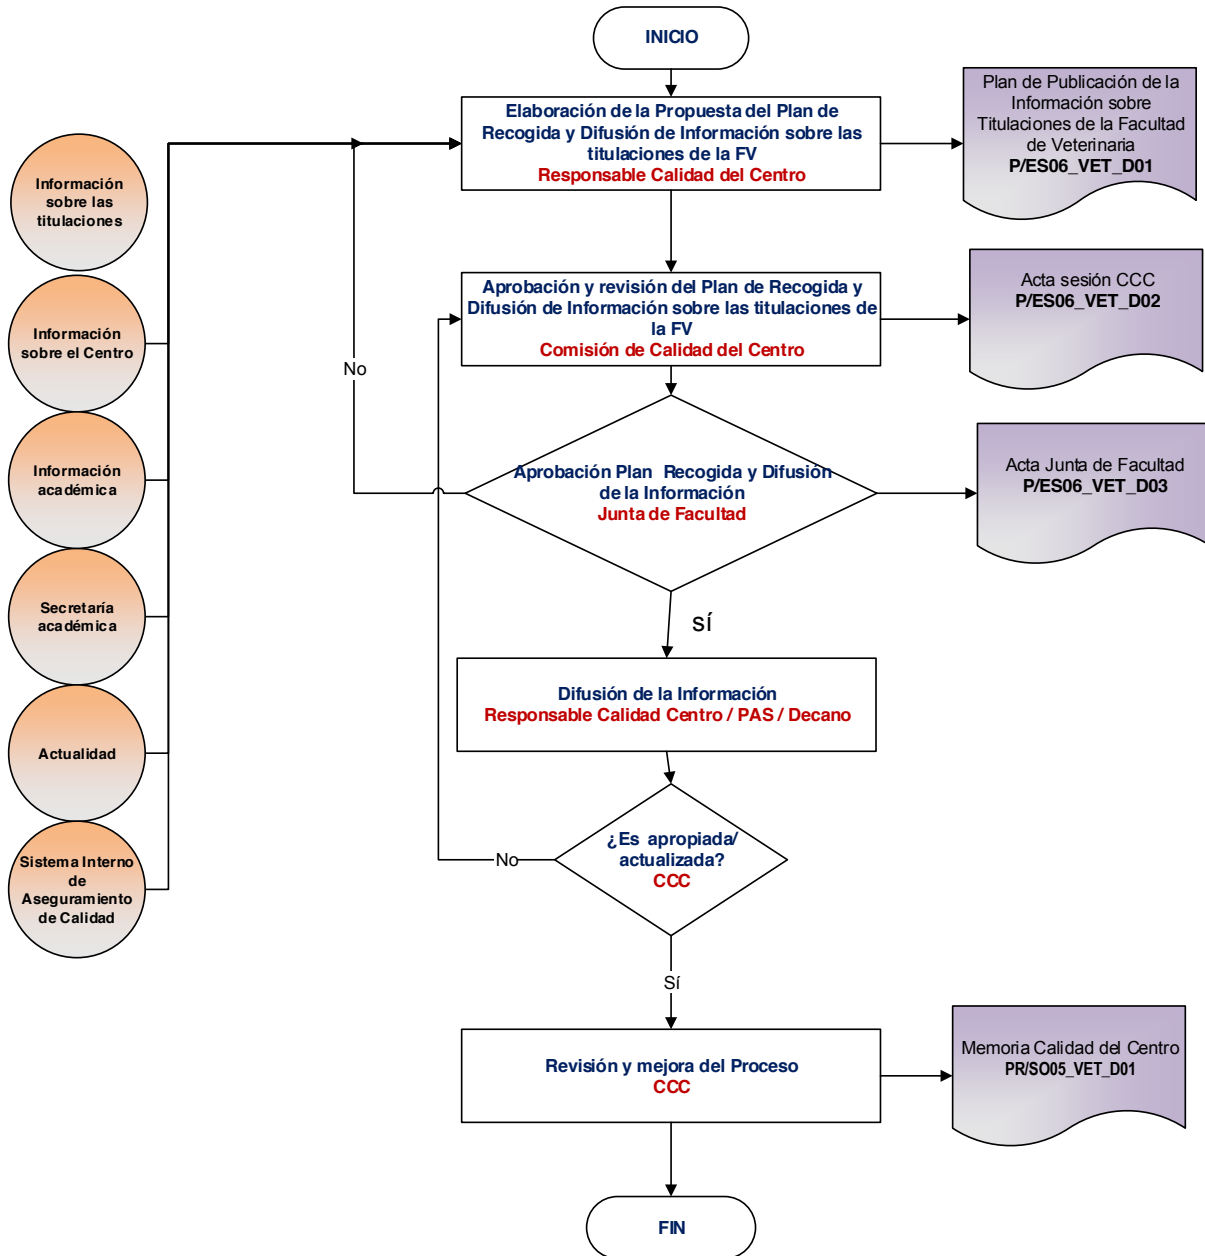 INICIO
Elaboración de la Propuesta del Plan de
Recogida y Difusión de Información sobre las
titulaciones de la FV
Responsable Calidad del Centro
Plan de Publicación de la
Información sobre
Titulaciones de la Facultad
de Veterinaria
P/ES06_VET_D01
Información
sobre las
titulaciones
Aprobación y revisión del Plan de Recogida y
Difusión de Información sobre las titulaciones de
la FV
Comisión de Calidad del Centro
Acta sesión CCC
P/ES06_VET_D02
Información
sobre el Centro
No
Información
académica
Aprobación Plan Recogida y Difusión
de la Información
Junta de Facultad
Acta Junta de Facultad
P/ES06_VET_D03
Secretaría
académica
SÍ
Difusión de la Información
Responsable Calidad Centro / PAS / Decano
Actualidad
¿Es apropiada/
actualizada?
CCC
No
Sistema Interno
de
Aseguramiento
de Calidad
Sí
Revisión y mejora del Proceso
CCC
Memoria Calidad del Centro
PR/SO05_VET_D01
FIN